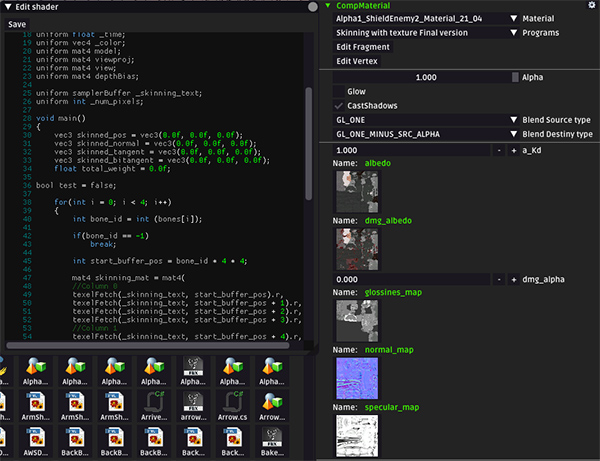 Edit shader
Save
18 uniform float _time;
19 uniform vec4 _color;
20 uniform mat4 model;
21 uniform mat4 viewproj;
22 uniform mat4 view;
23 uniform mat4 depthBias;
24
25 uniform samplerBuffer _skinning_text;
26 uniform int _num_pixels;
27
28 void main()
29 {
30 vec3 skinned_pos = vec3(0.0f, 0.0f, 0.0f);
31 vec3 skinned_normal = vec3(0.0f, 0.0f, 0.0f);
32 vec3 skinned_tangent = vec3(0.0f, 0.0f, 0.0f);
33 vec3 skinned_bitangent = vec3(0.0f, 0.0f, 0.0f);
34 float total_weight = 0.0f;
35
36 bool test = false;
37
38 for(int i = 0; i < 4; i++)
39 {
40 int bone_id = int (bones[i]);
41
42 if(bone_id == -1)
43 break;
44
45 int start_buffer_pos = bone_id * 4 * 4;
46
47 mat4 skinning_mat = mat4(
48 //Column 0
49 texelFetch(_skinning_text, start_buffer_pos).r,
50 texelFetch(_skinning_text, start_buffer_pos + 1).r,
51 texelFetch(_skinning_text, start_buffer_pos + 2).r,
52 texelFetch(_skinning_text, start_buffer_pos + 3).r,
53 //Column 1
54 texelFetch(_skinning_text, start_buffer_pos + 4).r,
Alpha... Alpha... Alpha... Alpha... Alpha... Alpha... Alpha...
ArmSh... ArmSh... ArmSh... Arrive... arrow... Arrow.cs Arrow...
AWSD... BackB... BackB... BackB... BackB... BackB... Bake...
CompMaterial
Alpha1_ShieldEnemy2_Material_21_04 Material
Skinning with texture Final version Programs
Edit Fragment
Edit Vertex
1.000 Alpha
Glow
CastShadows
GL_ONE Blend Source type
GL_ONE_MINUS_SRC_ALPHA Blend Destiny type
1.000 - + a_Kd
Name: albedo
Name: dmg_albedo
0.000 - + dmg_alpha
Name: glossines_map
Name: normal_map
Name: specular_map